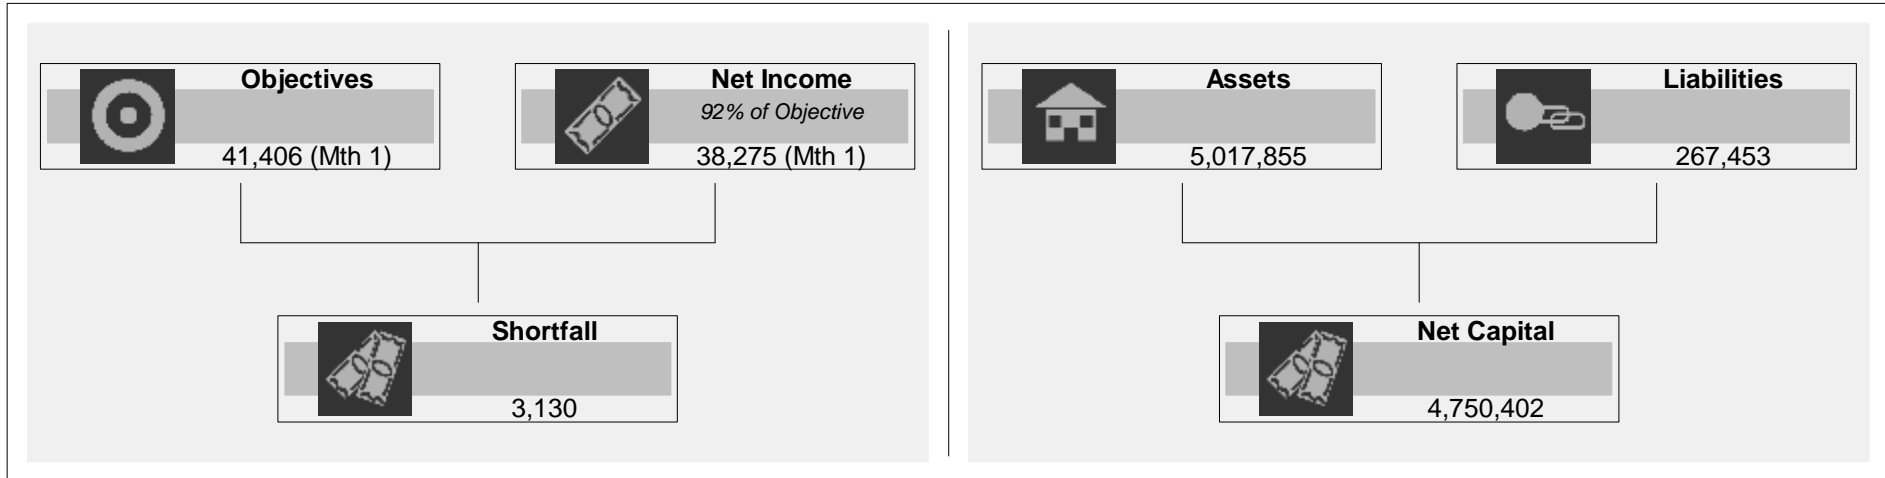 Objectives
41,406 (Mth 1)
Net Income
92% of Objective
38,275 (Mth 1)
Shortfall
3,130
Assets
5,017,855
Liabilities
267,453
Net Capital
4,750,402